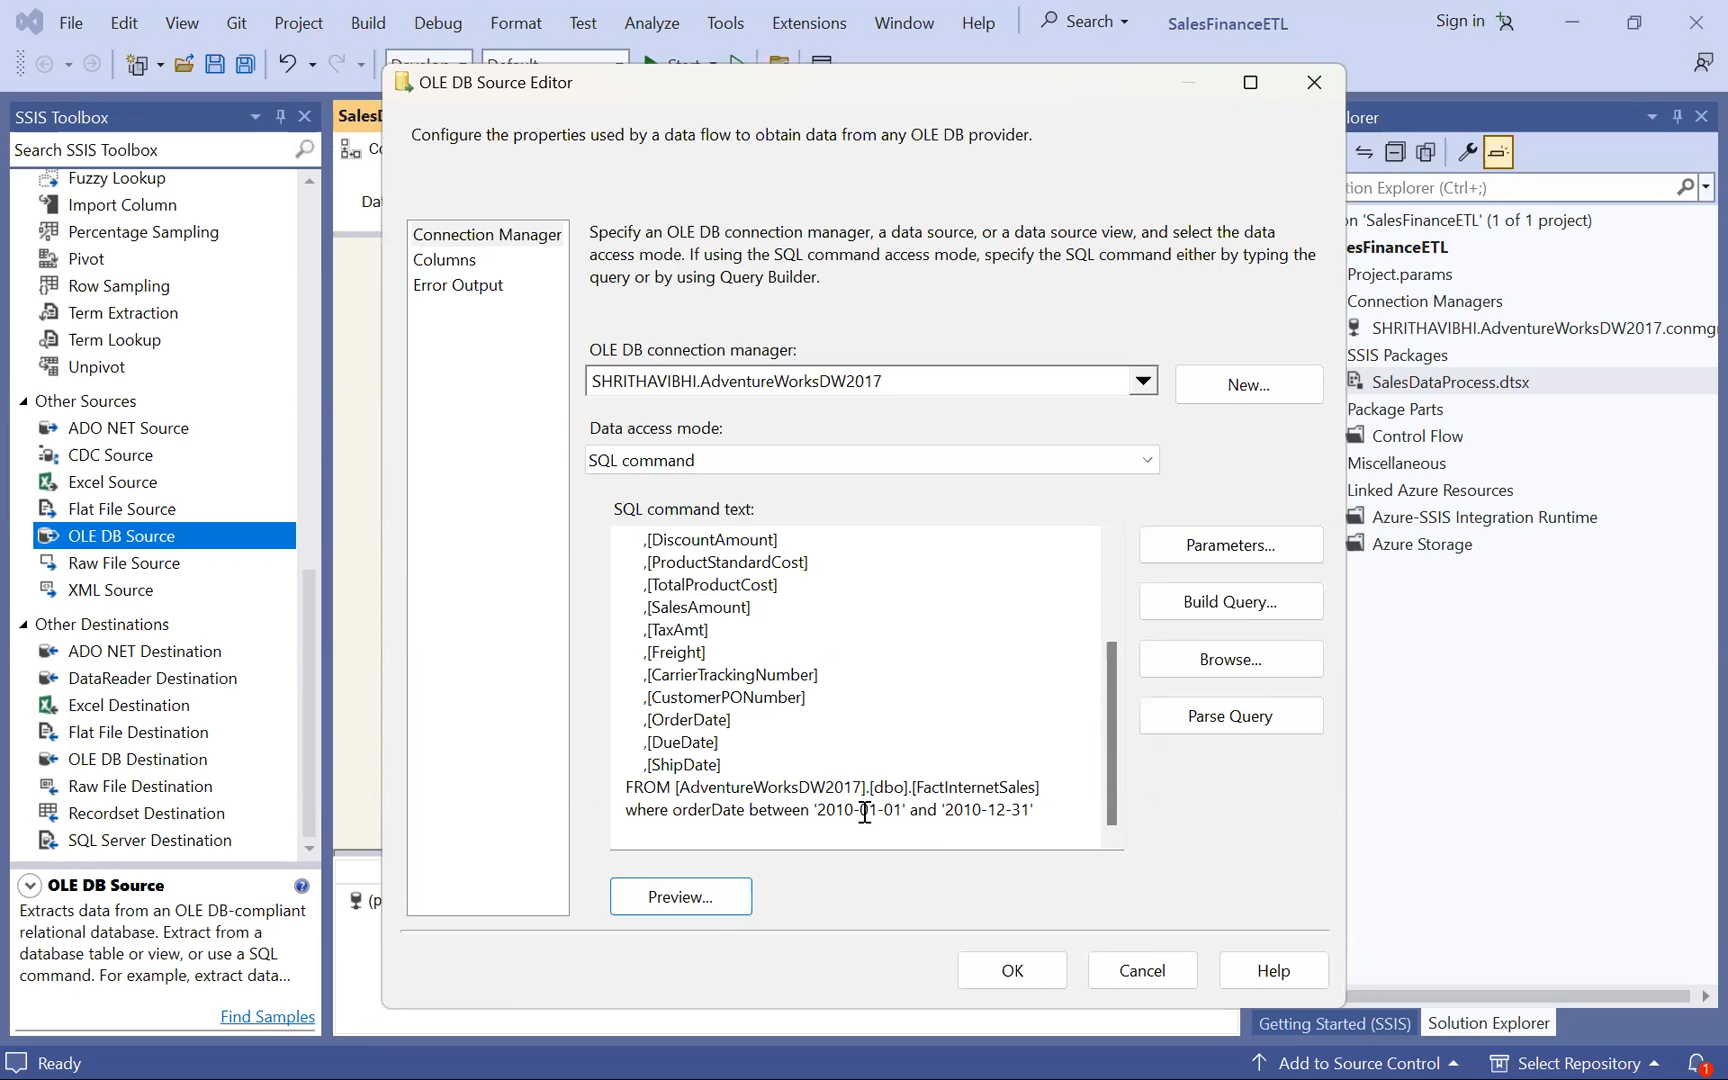 File Edit View Git Project Build Debug Format Test Analyze Tools Extensions Window Help Search SalesFinanceETL Sign in
Start
OLE DB Source Editor
SSIS Toolbox
Search SSIS Toolbox
Fuzzy Lookup
Import Column
Percentage Sampling
Pivot
Row Sampling
Term Extraction
Term Lookup
Unpivot
Other Sources
ADO NET Source
CDC Source
Excel Source
Flat File Source
OLE DB Source
Raw File Source
XML Source
Other Destinations
ADO NET Destination
DataReader Destination
Excel Destination
Flat File Destination
OLE DB Destination
Raw File Destination
Recordset Destination
SQL Server Destination
OLE DB Source
Extracts data from an OLE DB-compliant
relational database. Extract from a
database table or view, or use a SQL
command. For example, extract data...
Find Samples
SalesD
Co
Dat
(p
Configure the properties used by a data flow to obtain data from any OLE DB provider.
Connection Manager
Columns
Error Output
Specify an OLE DB connection manager, a data source, or a data source view, and select the data
access mode. If using the SQL command access mode, specify the SQL command either by typing the
query or by using Query Builder.
OLE DB connection manager:
SHRITHAVIBHI.AdventureWorksDW2017
New...
Data access mode:
SQL command
SQL command text:
,[DiscountAmount]
,[ProductStandardCost]
,[TotalProductCost]
,[SalesAmount]
,[TaxAmt]
,[Freight]
,[CarrierTrackingNumber]
,[CustomerPONumber]
,[OrderDate]
,[DueDate]
,[ShipDate]
FROM [AdventureWorksDW2017].[dbo].[FactInternetSales]
where orderDate between '2010-01-01' and '2010-12-31'
Parameters...
Build Query...
Browse...
Parse Query
Preview...
OK Cancel Help
lorer
tion Explorer (Ctrl+;)
on 'SalesFinanceETL' (1 of 1 project)
esFinanceETL
Project.params
Connection Managers
SHRITHAVIBHI.AdventureWorksDW2017.conmgr
SSIS Packages
SalesDataProcess.dtsx
Package Parts
Control Flow
Miscellaneous
Linked Azure Resources
Azure-SSIS Integration Runtime
Azure Storage
Getting Started (SSIS) Solution Explorer
Ready
Add to Source Control Select Repository 1